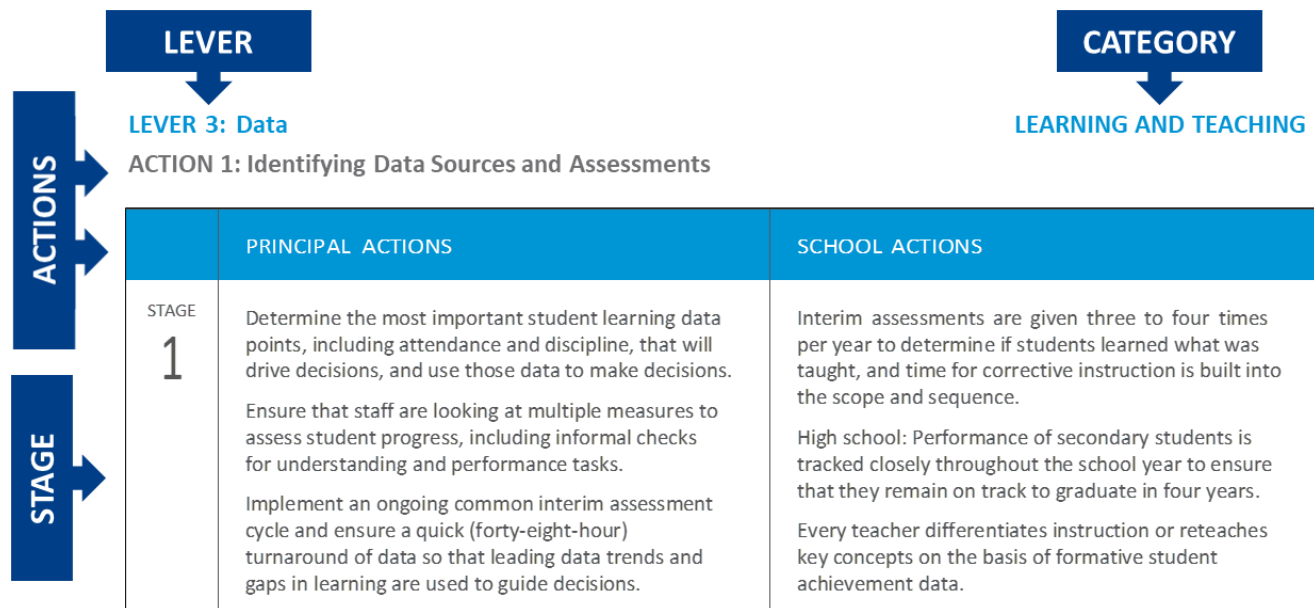 LEVER
CATEGORY
ACTIONS
LEVER 3: Data
LEARNING AND TEACHING
ACTION 1: Identifying Data Sources and Assessments
PRINCIPAL ACTIONS
SCHOOL ACTIONS
STAGE
STAGE
1
Determine the most important student learning data
points, including attendance and discipline, that will
drive decisions, and use those data to make decisions.
Ensure that staff are looking at multiple measures to
assess student progress, including informal checks
for understanding and performance tasks.
Implement an ongoing common interim assessment
cycle and ensure a quick (forty-eight-hour)
turnaround of data so that leading data trends and
gaps in learning are used to guide decisions.
Interim assessments are given three to four times
per year to determine if students learned what was
taught, and time for corrective instruction is built into
the scope and sequence.
High school: Performance of secondary students is
tracked closely throughout the school year to ensure
that they remain on track to graduate in four years.
Every teacher differentiates instruction or reteaches
key concepts on the basis of formative student
achievement data.